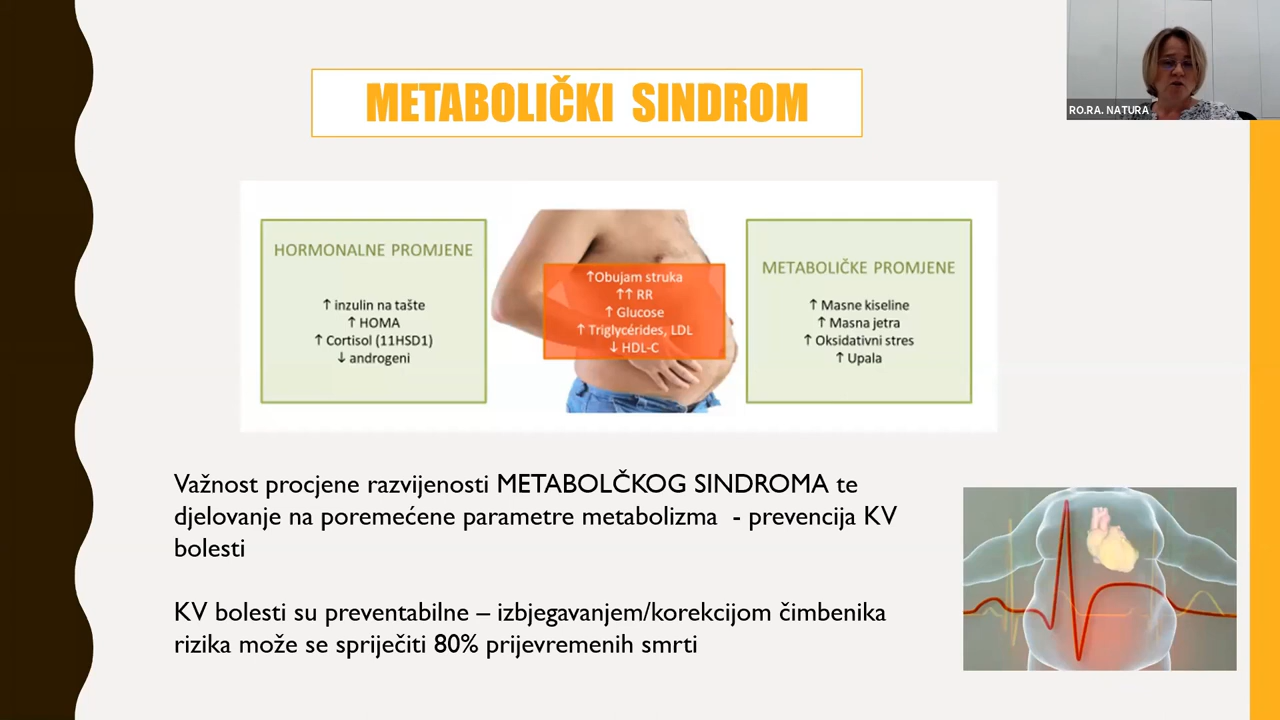 METABOLIČKI SINDROM
RO.RA. NATURA
HORMONALNE PROMJENE
↑ inzulin na tašte
↑ HOMA
↑ Cortisol (11HSD1)
↓ androgeni
↑Obujam struka
↑↑ RR
↑ Glucose
↑ Triglycérides, LDL
↓ HDL-C
METABOLIČKE PROMJENE
↑ Masne kiseline
↑ Masna jetra
↑ Oksidativni stres
↑ Upala
Važnost procjene razvijenosti METABOLČKOG SINDROMA te
djelovanje na poremećene parametre metabolizma - prevencija KV
bolesti
KV bolesti su preventabilne – izbjegavanjem/korekcijom čimbenika
rizika može se spriječiti 80% prijevremenih smrti